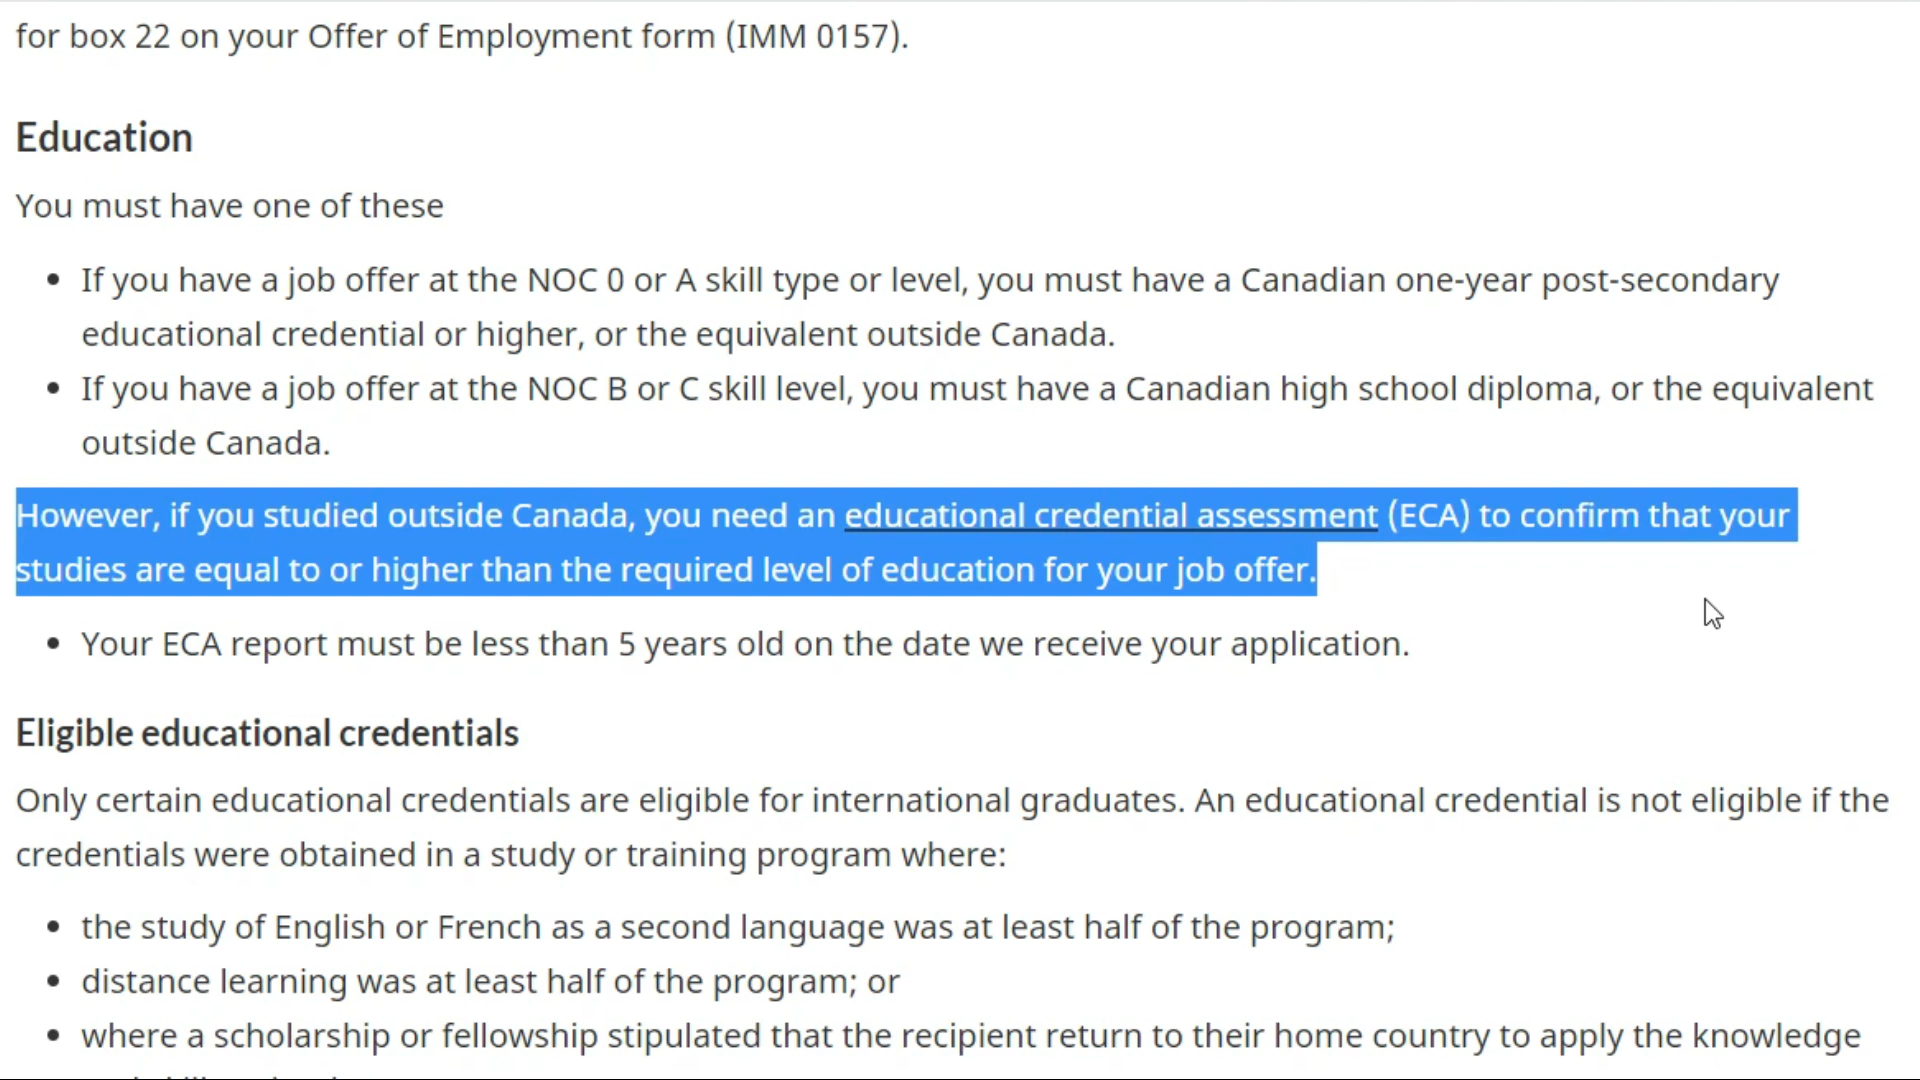 for box 22 on your Offer of Employment form (IMM 0157).
Education
You must have one of these
• If you have a job offer at the NOC 0 or A skill type or level, you must have a Canadian one-year post-secondary
educational credential or higher, or the equivalent outside Canada.
• If you have a job offer at the NOC B or C skill level, you must have a Canadian high school diploma, or the equivalent
outside Canada.
However, if you studied outside Canada, you need an educational credential assessment (ECA) to confirm that your
studies are equal to or higher than the required level of education for your job offer.
• Your ECA report must be less than 5 years old on the date we receive your application.
Eligible educational credentials
Only certain educational credentials are eligible for international graduates. An educational credential is not eligible if the
credentials were obtained in a study or training program where:
• the study of English or French as a second language was at least half of the program;
• distance learning was at least half of the program; or
• where a scholarship or fellowship stipulated that the recipient return to their home country to apply the knowledge